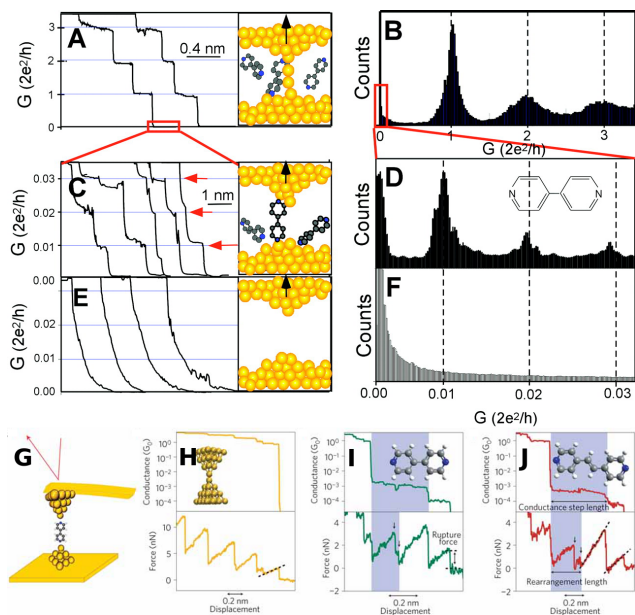 A
0.4 nm
G (2e²/h)
3
2
1
0
B
Counts
1
2
3
G (2e²/h)
C
1 nm
G (2e²/h)
0.03
0.02
0.01
0.00
D
N
N
Counts
E
G (2e²/h)
0.02
0.01
0.00
F
Counts
0.00
0.01
0.02
0.03
G (2e²/h)
G
H
Conductance (G₀)
10⁰
10⁻¹
10⁻²
10⁻³
10⁻⁴
Force (nN)
10
5
0
0.2 nm
Displacement
I
Conductance (G₀)
10⁰
10⁻¹
10⁻²
10⁻³
10⁻⁴
Force (nN)
4
2
0
Rupture
force
0.2 nm
Displacement
J
Conductance (G₀)
10⁰
10⁻¹
10⁻²
10⁻³
10⁻⁴
Conductance step length
Force (nN)
4
2
0
-2
Rearrangement length
0.2 nm
Displacement